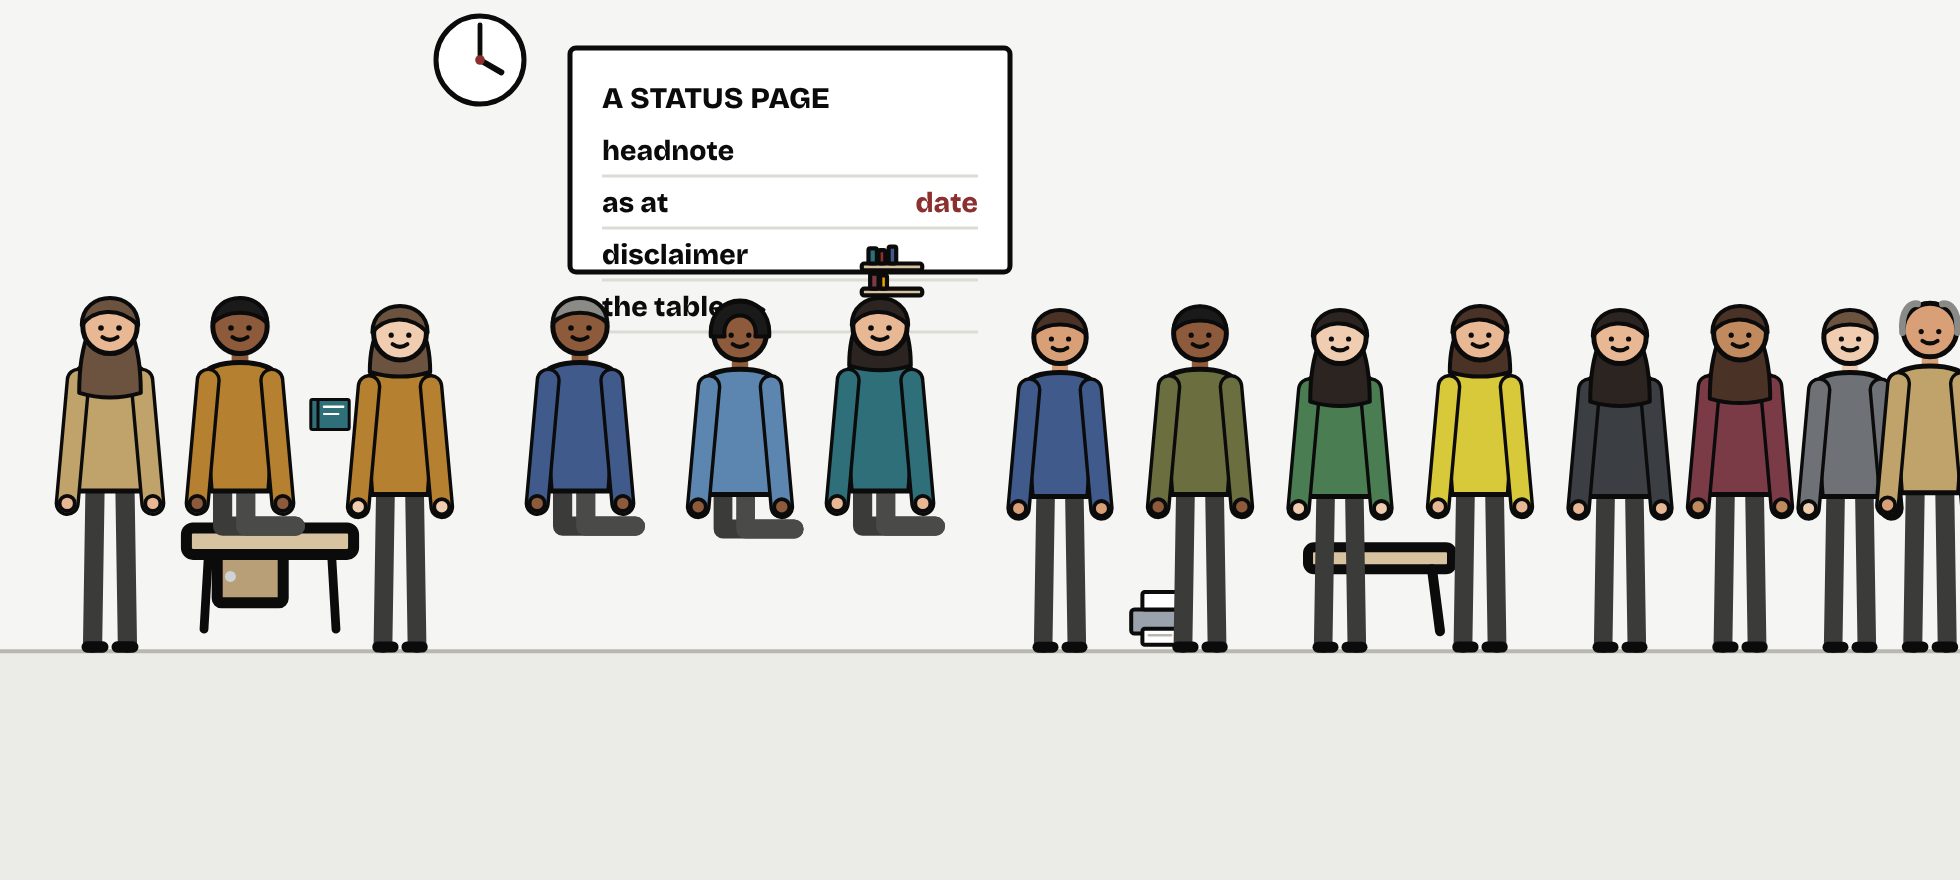 A STATUS PAGE
headnote
as at date
disclaimer
the table